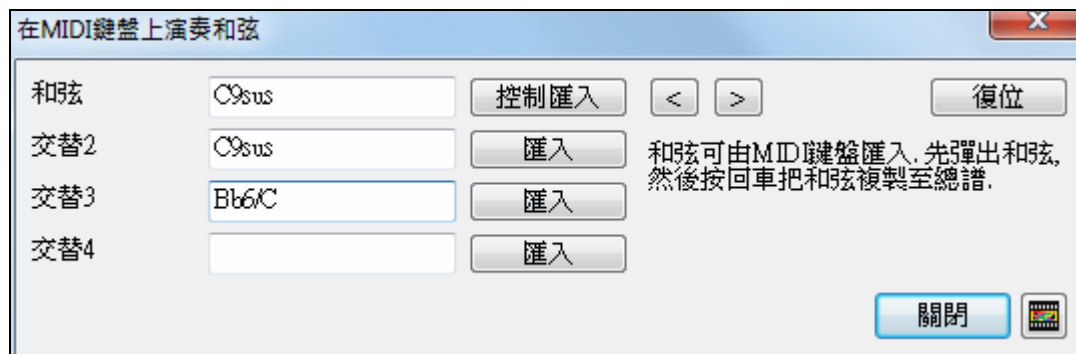 在MIDI鍵盤上演奏和弦
x
和弦 C9sus 控制匯入 < > 復位
交替2 C9sus 匯入 和弦可由MIDI鍵盤匯入.先彈出和弦,
然後按回車把和弦複製至總譜.
交替3 Bb6/C 匯入
交替4 匯入
關閉